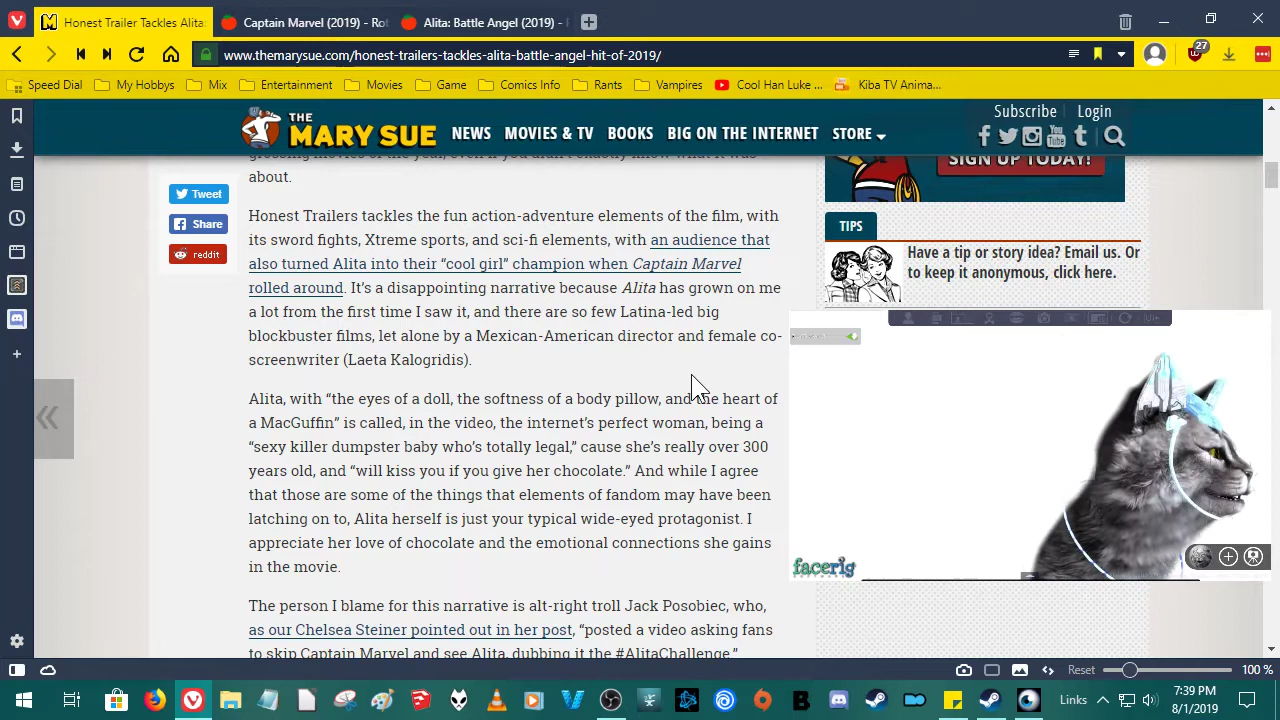 Honest Trailer Tackles Alita:
Captain Marvel (2019) - Rot
Alita: Battle Angel (2019) -
www.themarysue.com/honest-trailers-tackles-alita-battle-angel-hit-of-2019/
27
Speed Dial
My Hobbys
Mix
Entertainment
Movies
Game
Comics Info
Rants
Vampires
Cool Han Luke ...
Kiba TV Anima...
THE
MARY SUE
NEWS
MOVIES & TV
BOOKS
BIG ON THE INTERNET
STORE
Subscribe
Login
SIGN UP TODAY!
Tweet
Share
reddit
grossing movies of the year, even if you didn't exactly know what it was
about.
Honest Trailers tackles the fun action-adventure elements of the film, with
its sword fights, Xtreme sports, and sci-fi elements, with an audience that
also turned Alita into their “cool girl” champion when Captain Marvel
rolled around. It’s a disappointing narrative because Alita has grown on me
a lot from the first time I saw it, and there are so few Latina-led big
blockbuster films, let alone by a Mexican-American director and female co-
screenwriter (Laeta Kalogridis).
Alita, with “the eyes of a doll, the softness of a body pillow, and the heart of
a MacGuffin” is called, in the video, the internet’s perfect woman, being a
“sexy killer dumpster baby who’s totally legal,” cause she’s really over 300
years old, and “will kiss you if you give her chocolate.” And while I agree
that those are some of the things that elements of fandom may have been
latching on to, Alita herself is just your typical wide-eyed protagonist. I
appreciate her love of chocolate and the emotional connections she gains
in the movie.
The person I blame for this narrative is alt-right troll Jack Posobiec, who,
as our Chelsea Steiner pointed out in her post, “posted a video asking fans
to skip Captain Marvel and see Alita, dubbing it the #AlitaChallenge.”
TIPS
Have a tip or story idea? Email us. Or
to keep it anonymous, click here.
facerig
Reset
100 %
Links
7:39 PM
8/1/2019